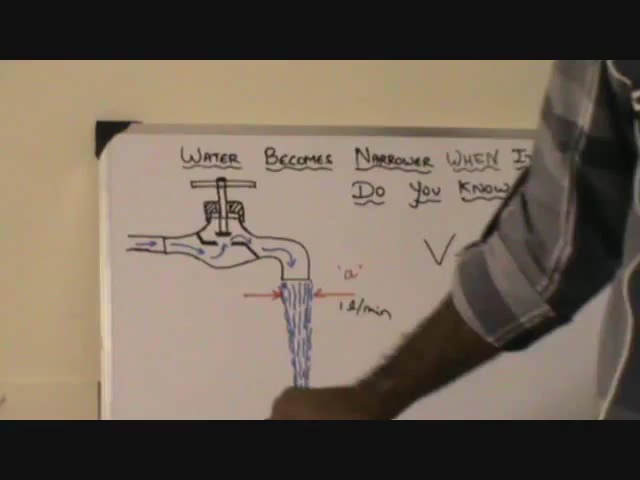 WATER BECOMES NARROWER WHEN
DO YOU KNOW
V
"a"
1 l/min